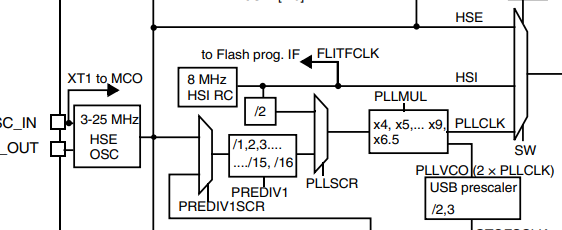 HSE
to Flash prog. IF
FLITFCLK
XT1 to MCO
8 MHz
HSI RC
HSI
/2
PLLMUL
SC_IN
_OUT
3-25 MHz
HSE
OSC
/1,2,3....
..../15, /16
x4, x5,... x9,
x6.5
PLLCLK
SW
PREDIV1
PLLSCR
PREDIV1SCR
PLLVCO (2 × PLLCLK)
USB prescaler
/2,3